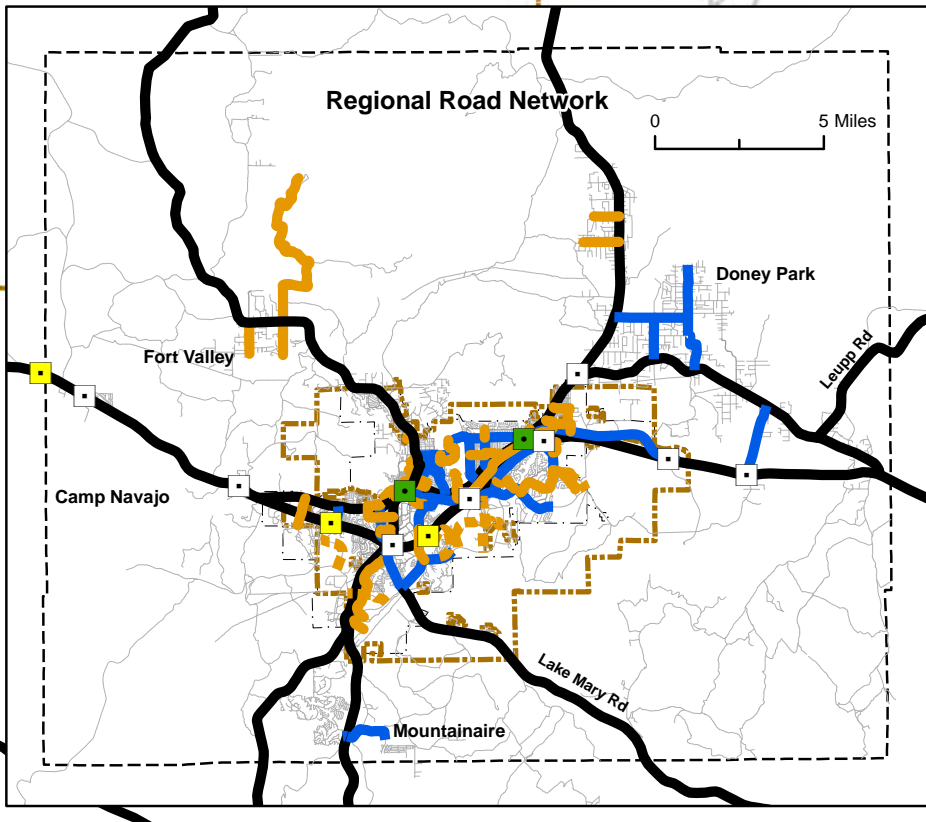 Regional Road Network
0 5 Miles
Doney Park
Leupp Rd
Fort Valley
Camp Navajo
Lake Mary Rd
Mountainaire